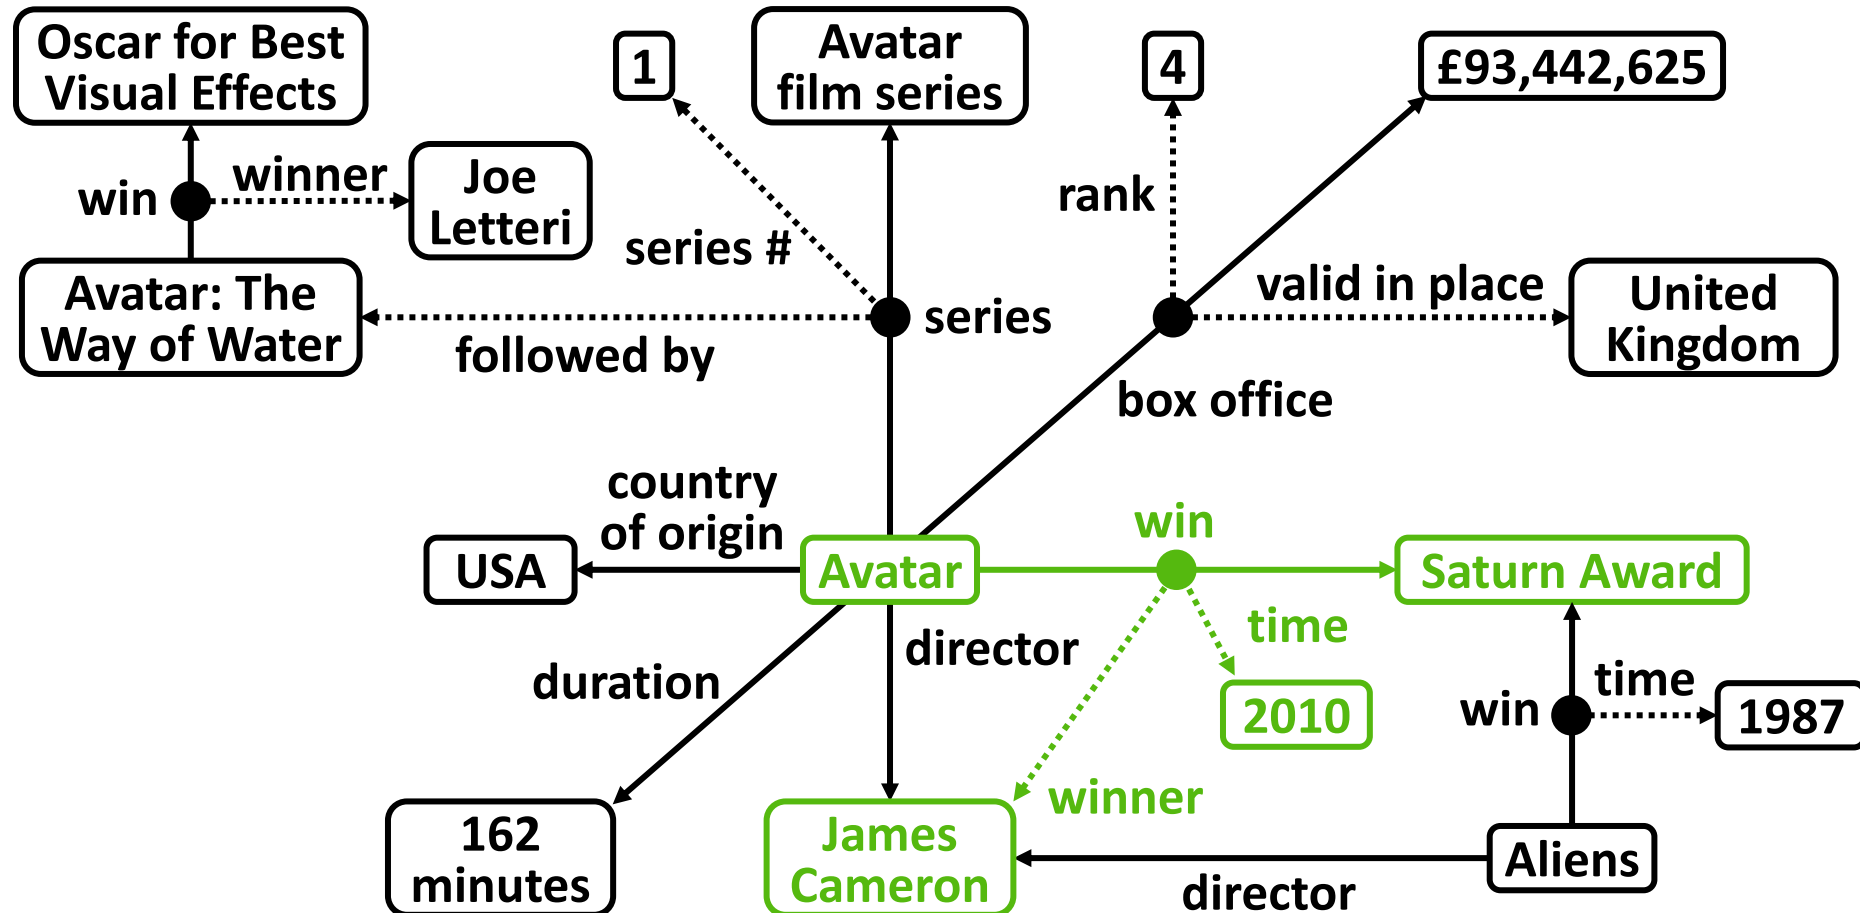 Oscar for Best
Visual Effects
1
Avatar
film series
4
£93,442,625
win
winner
Joe
Letteri
rank
series #
Avatar: The
Way of Water
followed by
series
valid in place
United
Kingdom
box office
country
of origin
win
USA
Avatar
Saturn Award
duration
director
time
2010
win
time
1987
winner
162
minutes
James
Cameron
director
Aliens